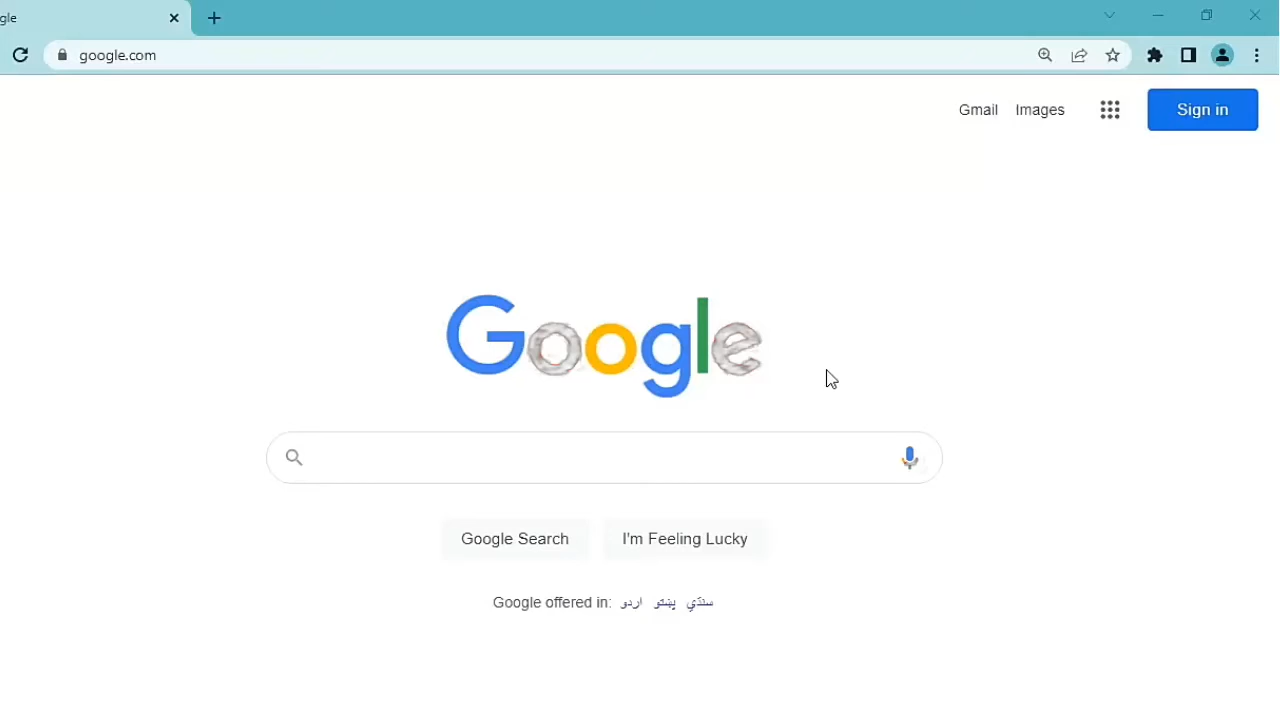 gle
google.com
Gmail Images Sign in
Google
Google Search I'm Feeling Lucky
Google offered in: اردو پښتو سنڌي